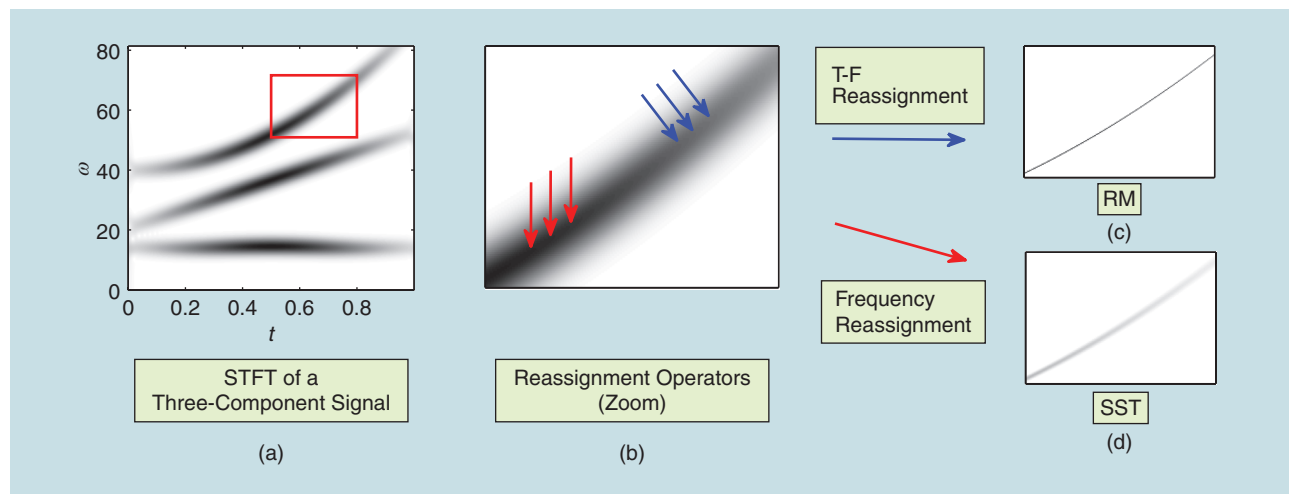 80
60
40
20
0
ω
0 0.2 0.4 0.6 0.8
t
STFT of a
Three-Component Signal
(a)
Reassignment Operators
(Zoom)
(b)
T-F
Reassignment
Frequency
Reassignment
RM
(c)
SST
(d)